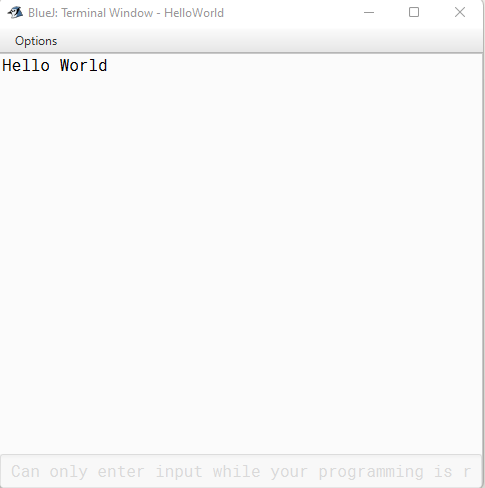 BlueJ: Terminal Window - HelloWorld
Options
Hello World
Can only enter input while your programming is r